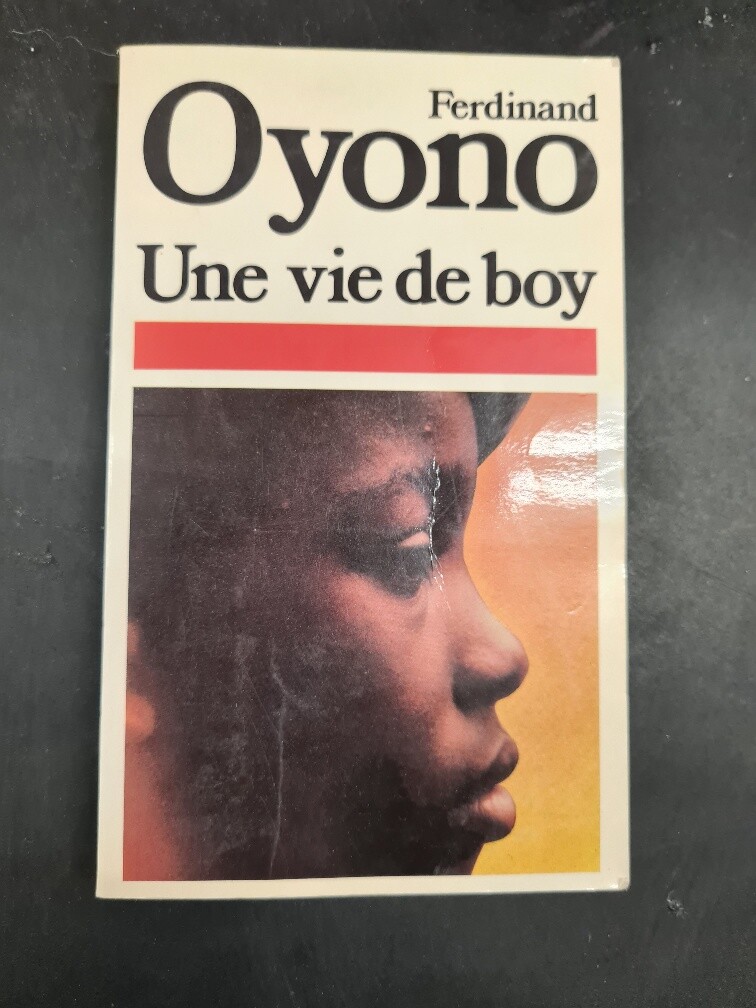 Ferdinand
Oyono
Une vie de boy